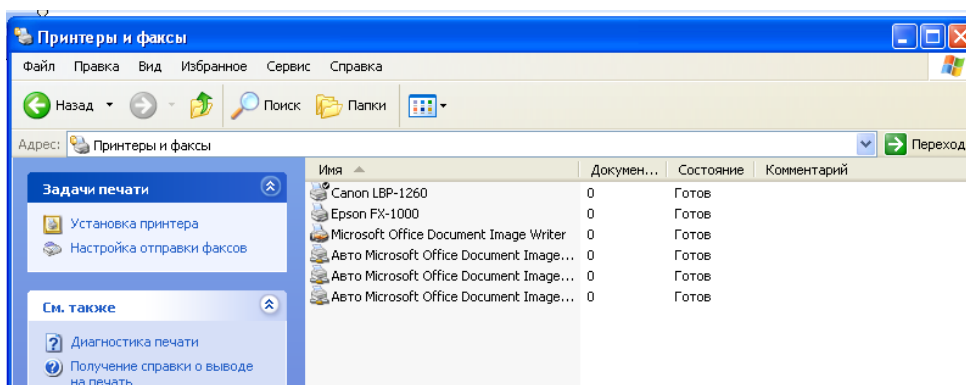 Принтеры и факсы
Файл Правка Вид Избранное Сервис Справка
Назад Поиск Папки
Адрес: Принтеры и факсы Переход
Задачи печати
Установка принтера
Настройка отправки факсов
См. также
Диагностика печати
Получение справки о выводе
на печать
Имя Докумен... Состояние Комментарий
Canon LBP-1260 0 Готов
Epson FX-1000 0 Готов
Microsoft Office Document Image Writer 0 Готов
Авто Microsoft Office Document Image... 0 Готов
Авто Microsoft Office Document Image... 0 Готов
Авто Microsoft Office Document Image... 0 Готов